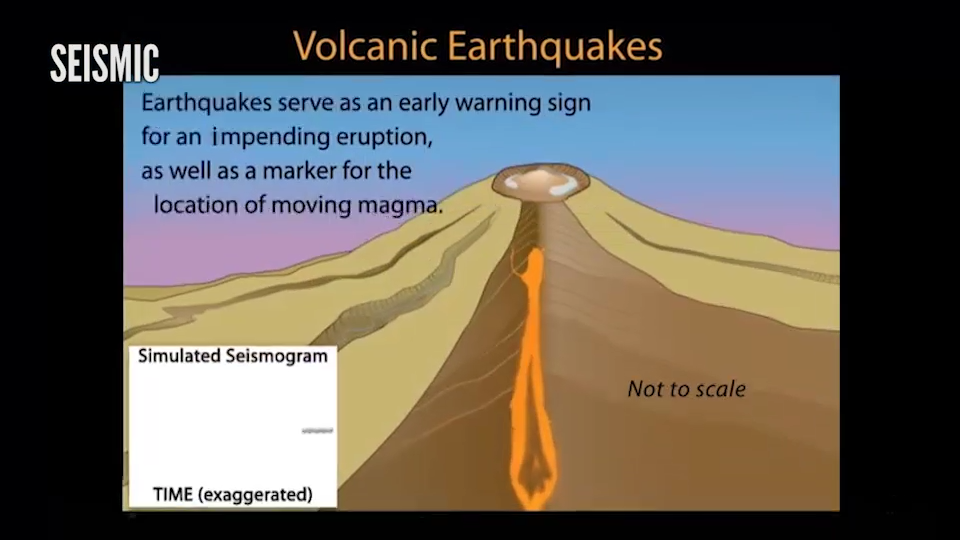 Volcanic Earthquakes
SEISMIC
Earthquakes serve as an early warning sign
for an impending eruption,
as well as a marker for the
location of moving magma.
Simulated Seismogram
Not to scale
TIME (exaggerated)